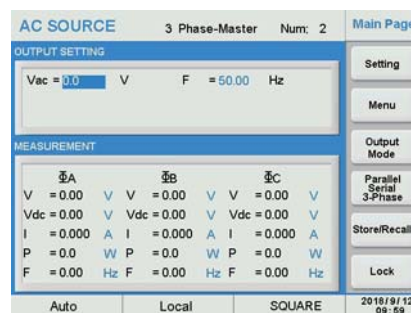 AC SOURCE 3 Phase-Master Num: 2 Main Page
OUTPUT SETTING
Vac = 0.0 V F = 50.00 Hz
Setting
Menu
Output Mode
Parallel Serial 3-Phase
Store/Recall
Lock
MEASUREMENT
ΦA ΦB ΦC
V = 0.00 V V = 0.00 V V = 0.00 V
Vdc = 0.00 V Vdc = 0.00 V Vdc = 0.00 V
I = 0.000 A I = 0.000 A I = 0.000 A
P = 0.0 W P = 0.0 W P = 0.0 W
F = 0.00 Hz F = 0.00 Hz F = 0.00 Hz
Auto Local SQUARE 2018/9/12
09:59